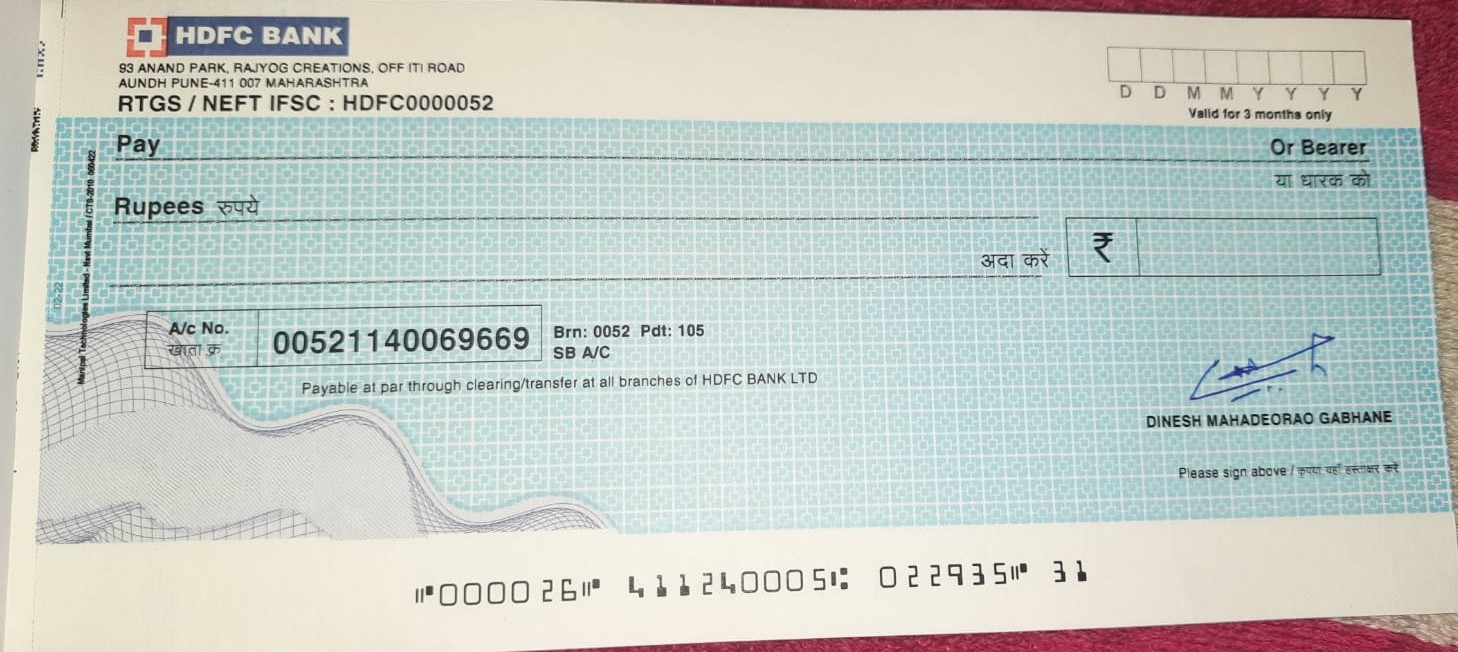 HDFC BANK
93 ANAND PARK, RAJYOG CREATIONS, OFF ITI ROAD
AUNDH PUNE-411 007 MAHARASHTRA
RTGS / NEFT IFSC : HDFC0000052
D D M M Y Y Y Y
Valid for 3 months only
Pay
Or Bearer
या धारक को
Rupees रुपये
अदा करें
₹
A/c No.
खाता क्र
00521140069669
Brn: 0052 Pdt: 105
SB A/C
Payable at par through clearing/transfer at all branches of HDFC BANK LTD
DINESH MAHADEORAO GABHANE
Please sign above / कृपया यहाँ हस्ताक्षर करे
Manipal Technologies Limited - Navi Mumbai / CTS-2010
02-22
⑈000026⑈ 411240005⑆ 022935⑈ 31